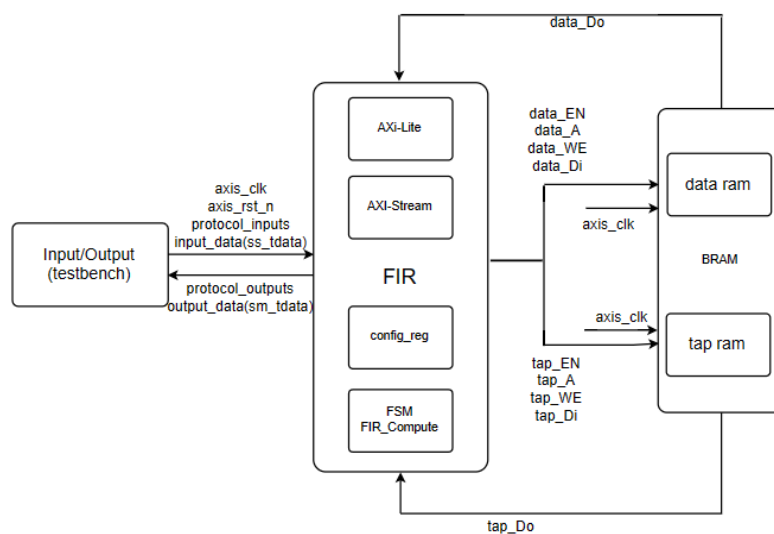 data_Do
AXi-Lite
AXI-Stream
FIR
config_reg
FSM
FIR_Compute
axis_clk
axis_rst_n
protocol_inputs
input_data(ss_tdata)
Input/Output
(testbench)
protocol_outputs
output_data(sm_tdata)
data_EN
data_A
data_WE
data_Di
axis_clk
axis_clk
tap_EN
tap_A
tap_WE
tap_Di
data ram
BRAM
tap ram
tap_Do